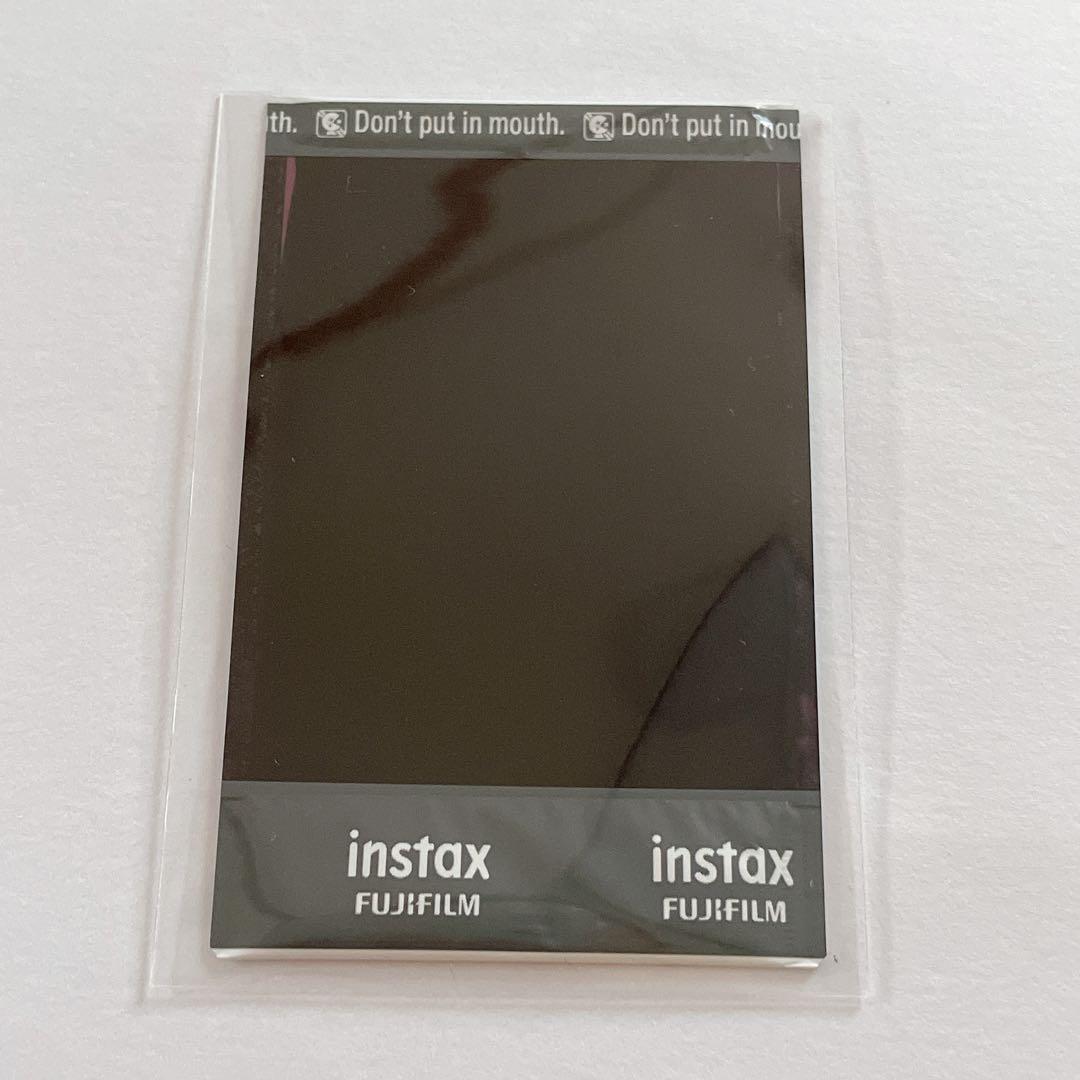 th. Don't put in mouth. Don't put in mou
instax instax
FUJIFILM FUJIFILM